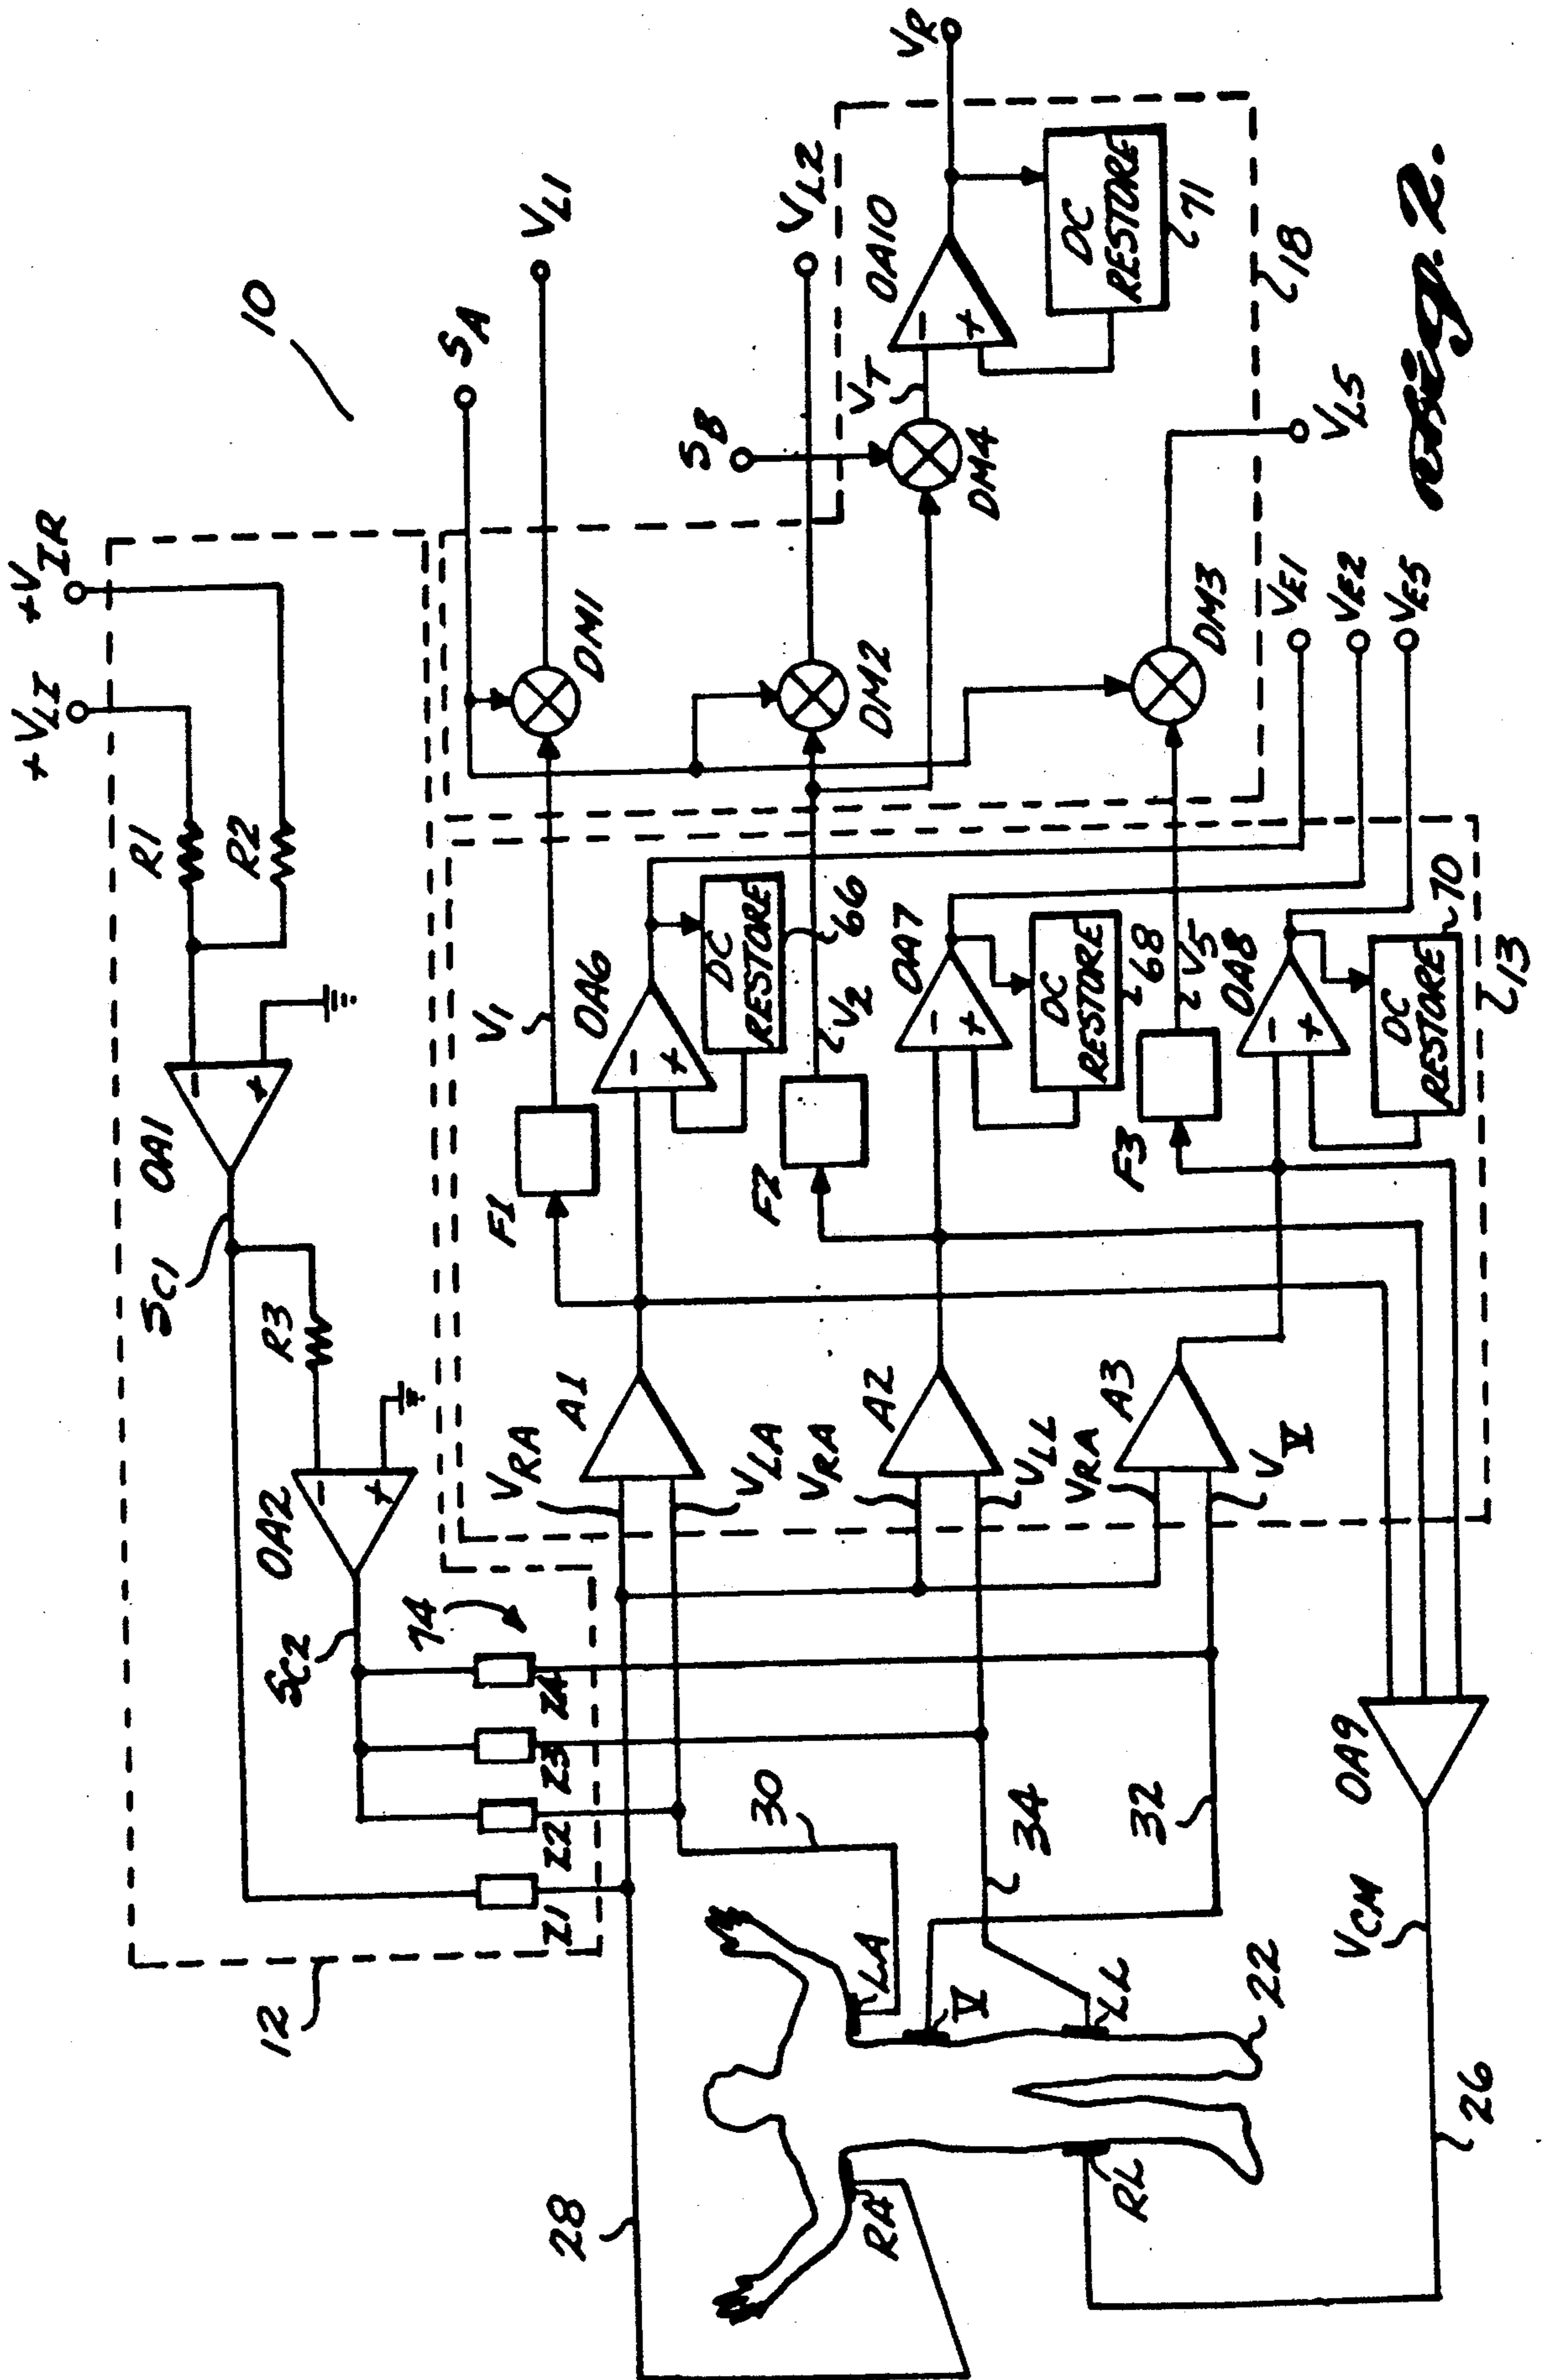 10
+VLI
+VIR
R1
R2
SA
VL1
OA1
SC1
R3
DM1
VL2
V1
SB
VR
OA2
SC2
74
F1
OA6
DC
RESTORE
66
DM2
VT
OA10
DC
RESTORE
71
12
Z1
Z2
Z3
Z4
VRA
A1
VLA
F2
V2
DM4
18
VRA
A2
VLL
OA7
DC
RESTORE
68
V5
DM3
VL5
VRA
A3
VV
F3
OA8
DC
RESTORE
70
13
VE1
VE2
VE5
28
30
34
32
RA
LA
V
LL
RL
22
OA9
VCM
26
Fig. 2.